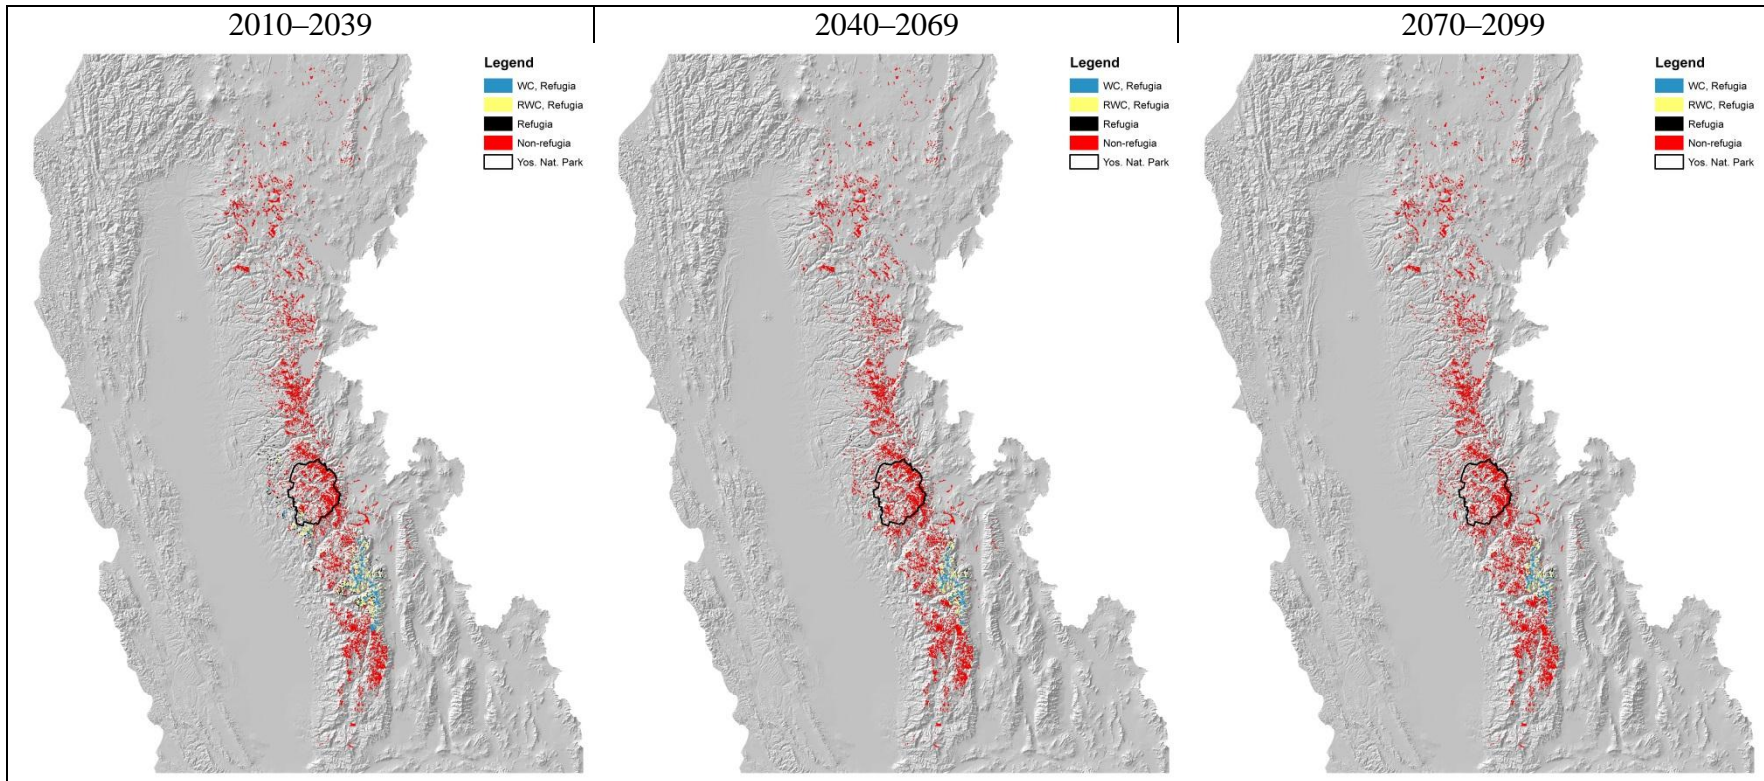 2010–2039
2040–2069
2070–2099
Legend
WC, Refugia
RWC, Refugia
Refugia
Non-refugia
Yos. Nat. Park
Legend
WC, Refugia
RWC, Refugia
Refugia
Non-refugia
Yos. Nat. Park
Legend
WC, Refugia
RWC, Refugia
Refugia
Non-refugia
Yos. Nat. Park